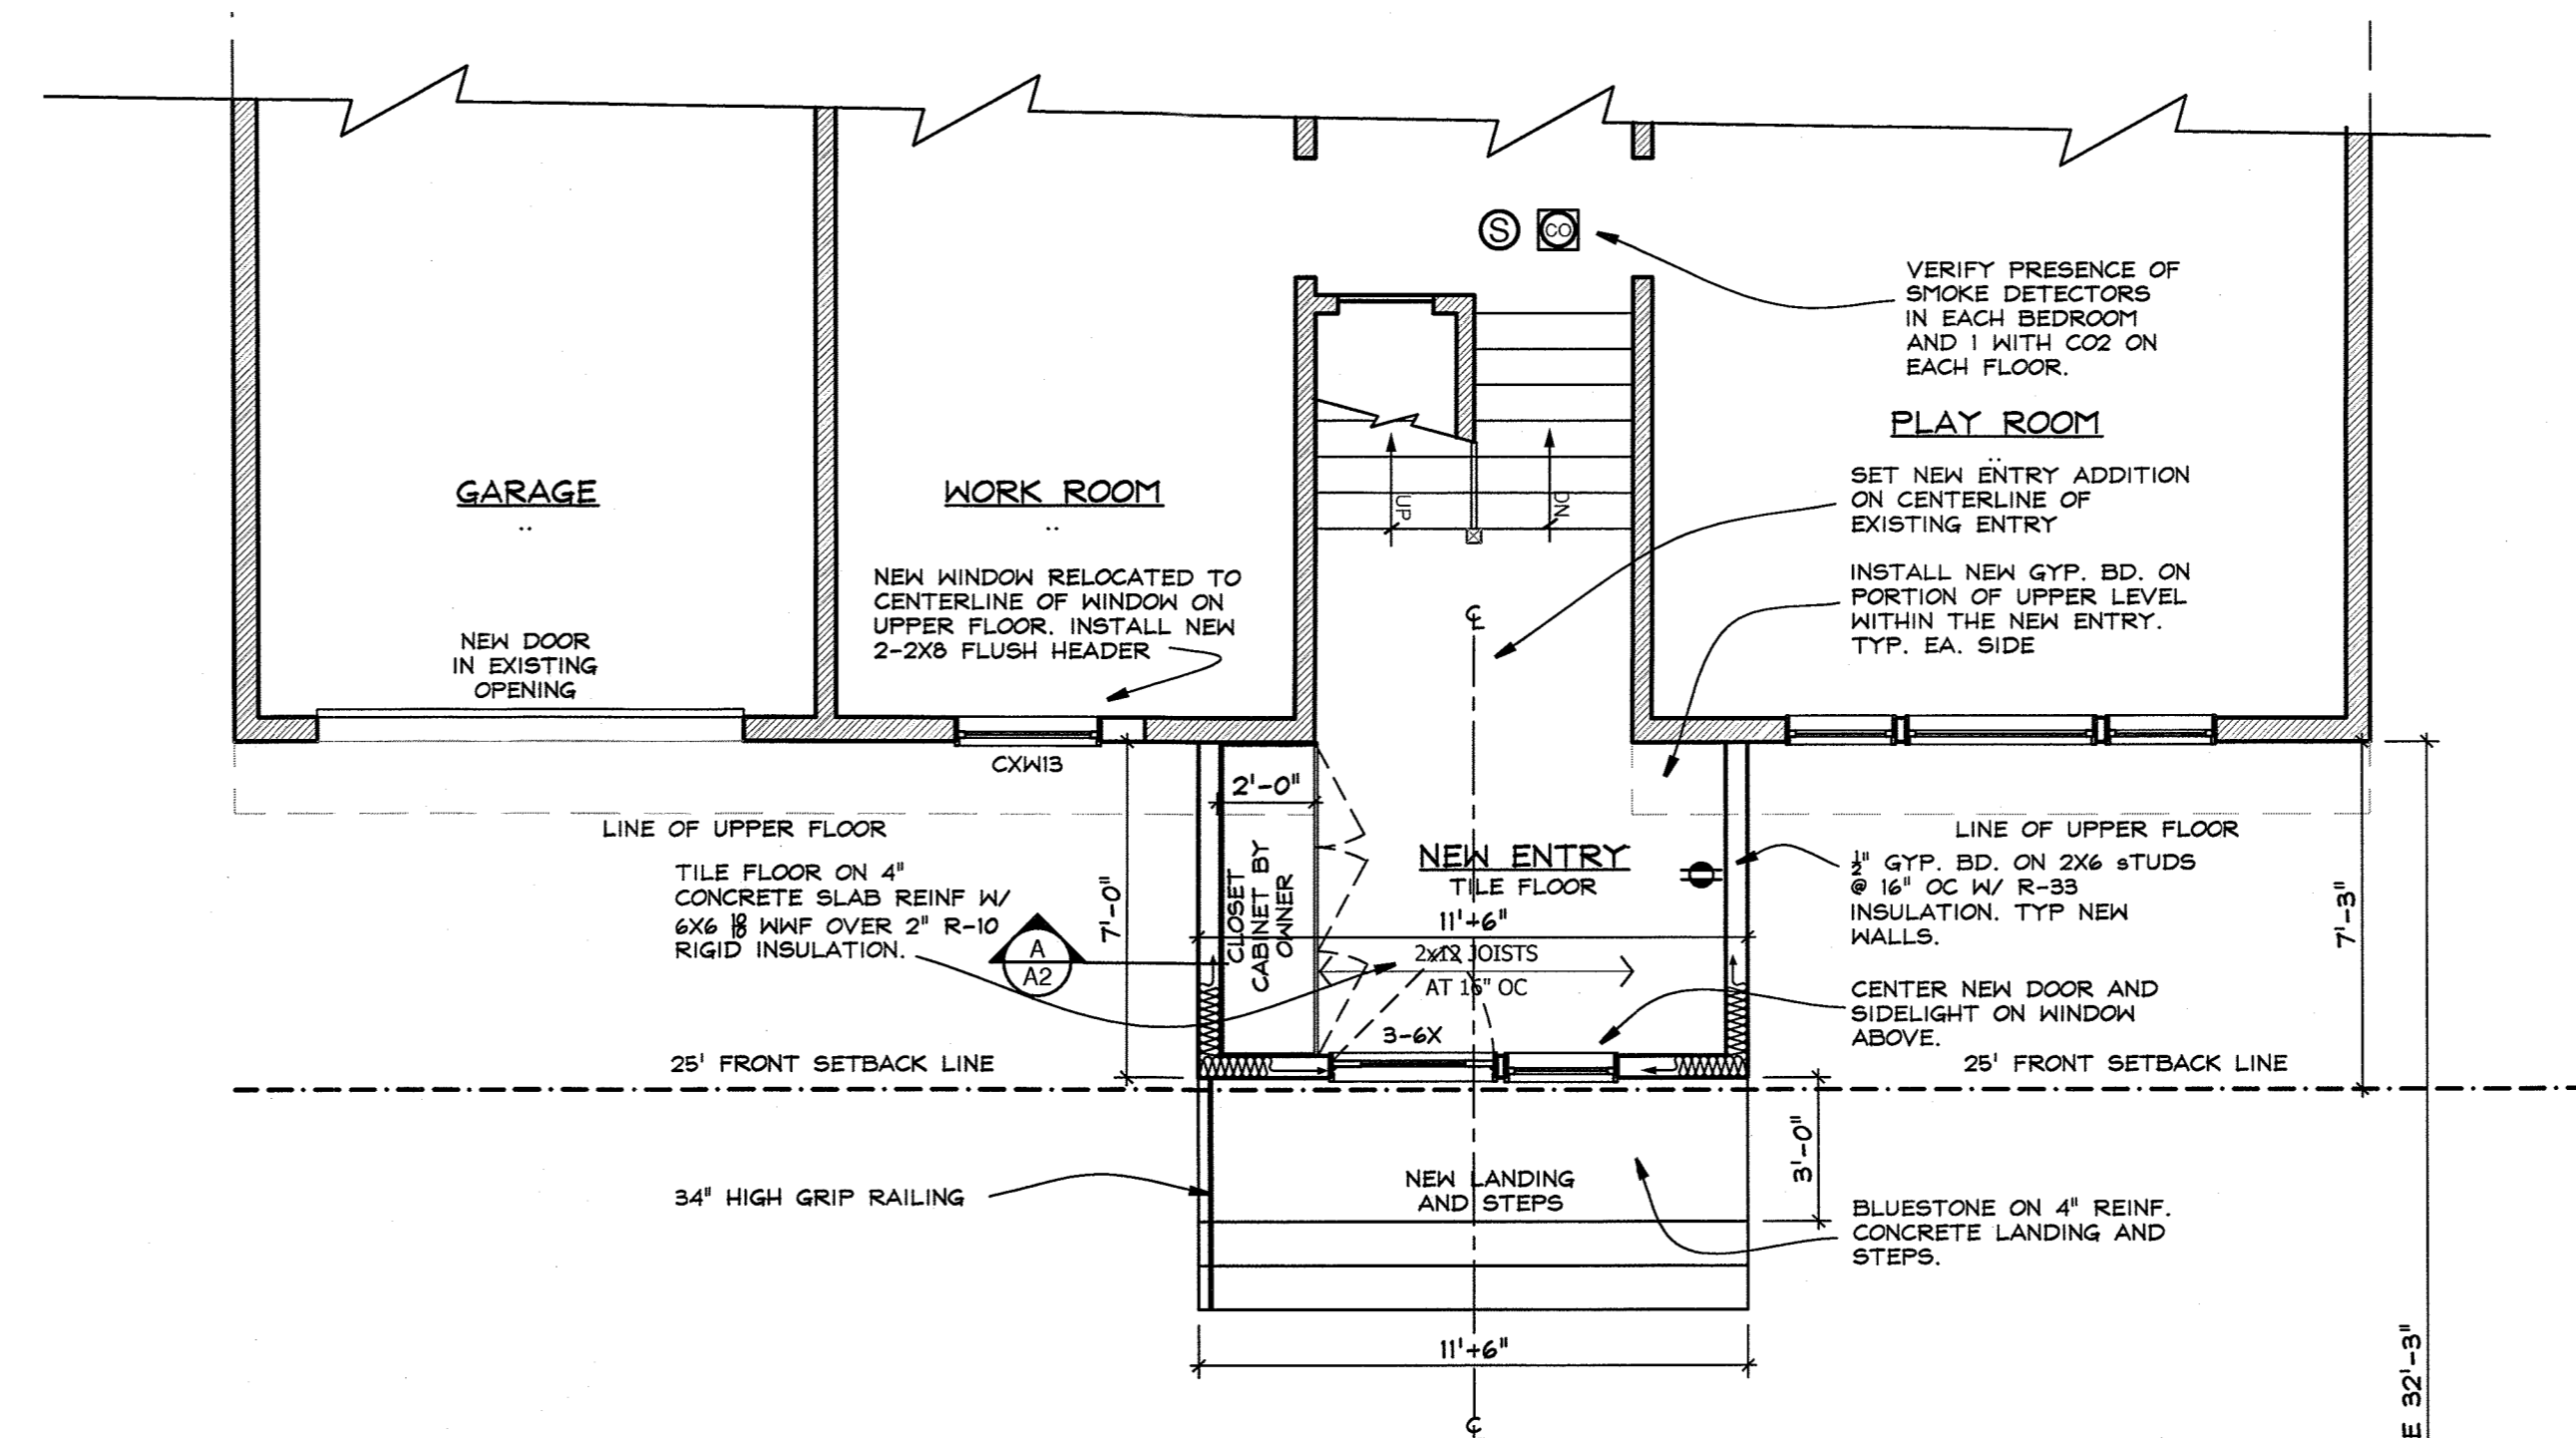 S
CO
VERIFY PRESENCE OF
SMOKE DETECTORS
IN EACH BEDROOM
AND 1 WITH CO2 ON
EACH FLOOR.
PLAY ROOM
GARAGE
WORK ROOM
UP
DN
SET NEW ENTRY ADDITION
ON CENTERLINE OF
EXISTING ENTRY
NEW WINDOW RELOCATED TO
CENTERLINE OF WINDOW ON
UPPER FLOOR. INSTALL NEW
2-2X8 FLUSH HEADER
INSTALL NEW GYP. BD. ON
PORTION OF UPPER LEVEL
WITHIN THE NEW ENTRY.
TYP. EA. SIDE
NEW DOOR
IN EXISTING
OPENING
℄
CXW13
2'-0"
LINE OF UPPER FLOOR
LINE OF UPPER FLOOR
TILE FLOOR ON 4"
CONCRETE SLAB REINF W/
6X6 10/10 WWF OVER 2" R-10
RIGID INSULATION.
A
A2
7'-0"
CLOSET
CABINET BY
OWNER
NEW ENTRY
TILE FLOOR
11'-6"
2x12 JOISTS
AT 16" OC
3-6X
½" GYP. BD. ON 2X6 sTUDS
@ 16" OC W/ R-33
INSULATION. TYP NEW
WALLS.
7'-3"
CENTER NEW DOOR AND
SIDELIGHT ON WINDOW
ABOVE.
25' FRONT SETBACK LINE
25' FRONT SETBACK LINE
34" HIGH GRIP RAILING
NEW LANDING
AND STEPS
3'-0"
BLUESTONE ON 4" REINF.
CONCRETE LANDING AND
STEPS.
11'-6"
℄
E 32'-3"